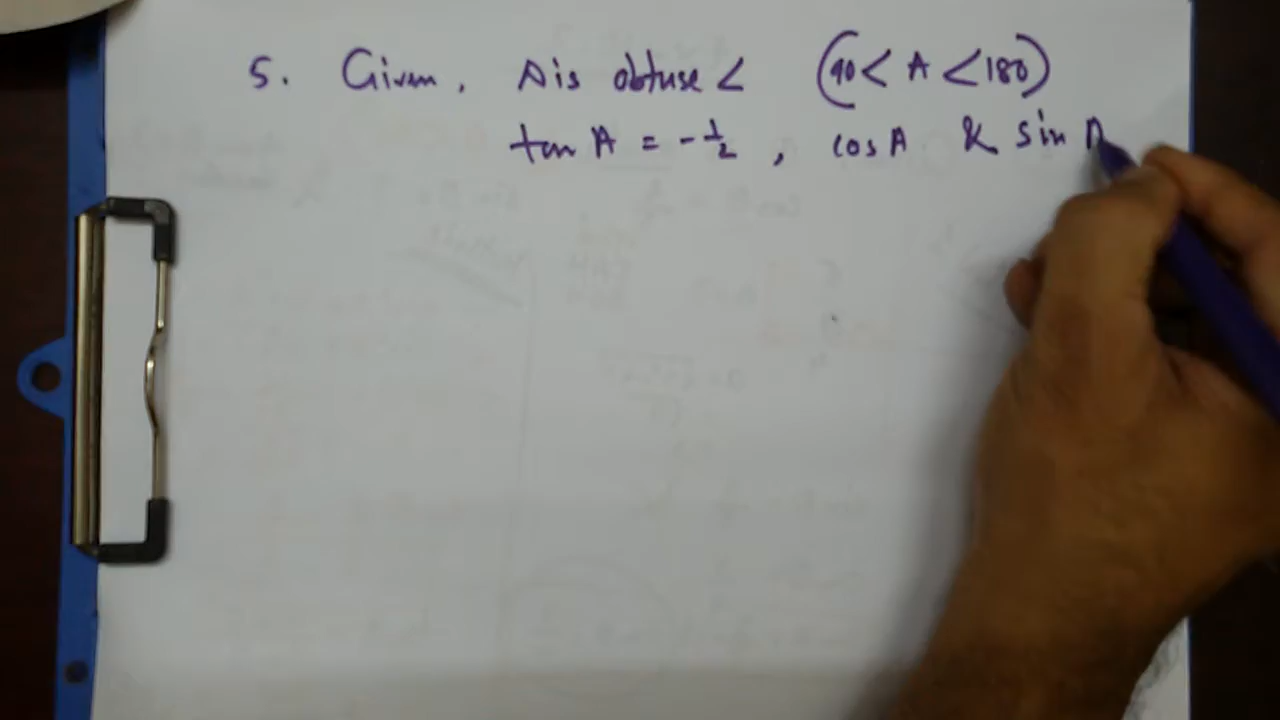 5. Given, A is obtuse < (90 < A < 180)
tan A = -1/2, cos A & sin A